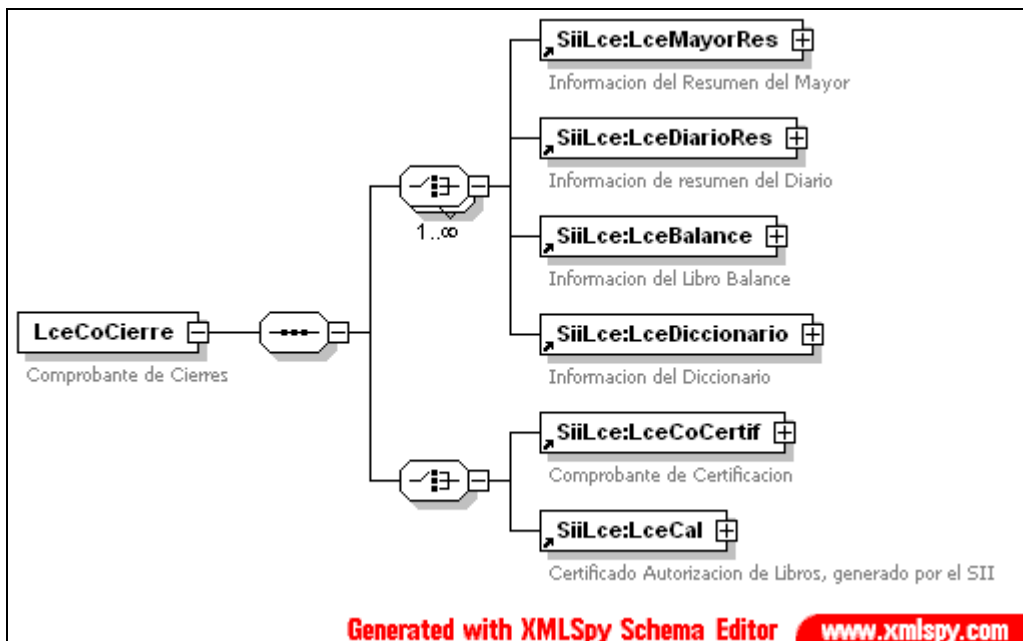 SiiLce:LceMayorRes
Informacion del Resumen del Mayor
SiiLce:LceDiarioRes
Informacion de resumen del Diario
1..∞
SiiLce:LceBalance
Informacion del Libro Balance
LceCoCierre
Comprobante de Cierres
SiiLce:LceDiccionario
Informacion del Diccionario
SiiLce:LceCoCertif
Comprobante de Certificacion
SiiLce:LceCal
Certificado Autorizacion de Libros, generado por el SII
Generated with XMLSpy Schema Editor www.xmlspy.com